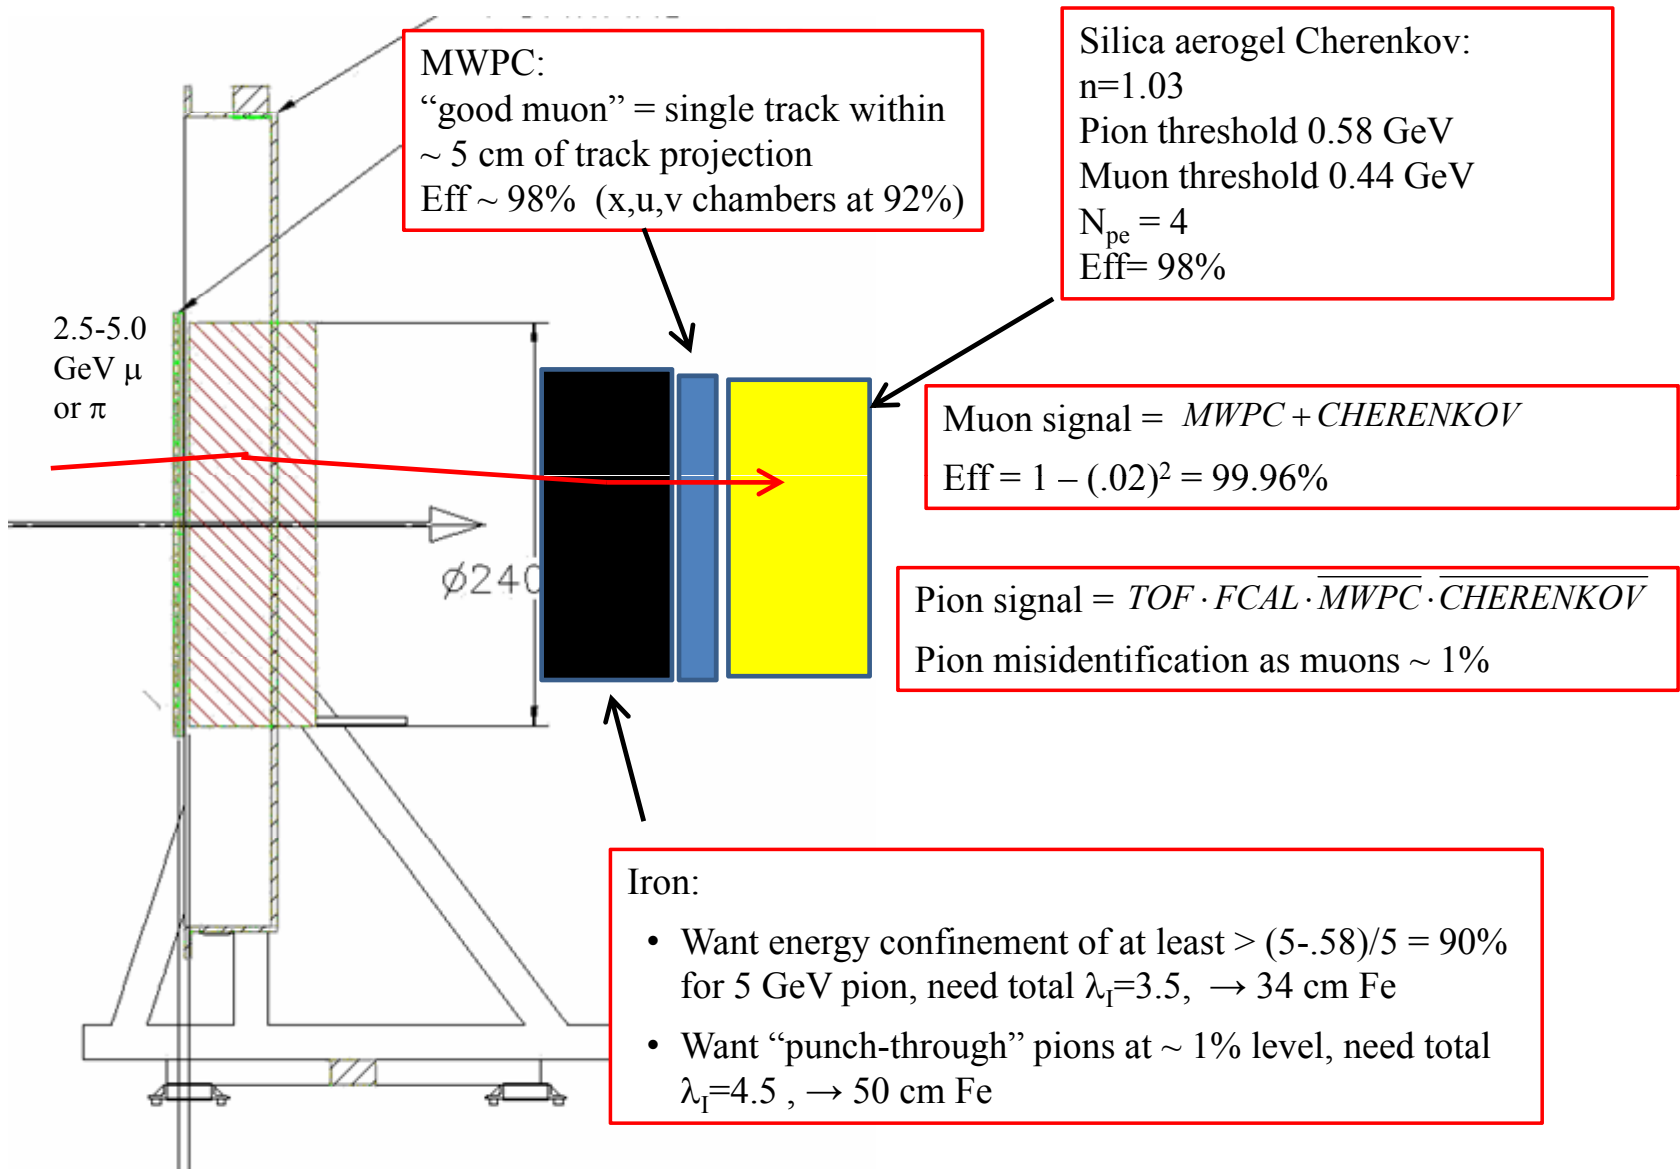 MWPC:
“good muon” = single track within
~ 5 cm of track projection
Eff ~ 98%  (x,u,v chambers at 92%)
Silica aerogel Cherenkov:
n=1.03
Pion threshold 0.58 GeV
Muon threshold 0.44 GeV
Npe = 4
Eff= 98%
2.5-5.0
GeV μ
or π
Muon signal = MWPC + CHERENKOV
Eff = 1 – (.02)² = 99.96%
ø240
Pion signal = TOF · FCAL · \overline{MWPC} · \overline{CHERENKOV}
Pion misidentification as muons ~ 1%
Iron:
• Want energy confinement of at least > (5-.58)/5 = 90%
for 5 GeV pion, need total λI=3.5, → 34 cm Fe
• Want “punch-through” pions at ~ 1% level, need total
λI=4.5 , → 50 cm Fe